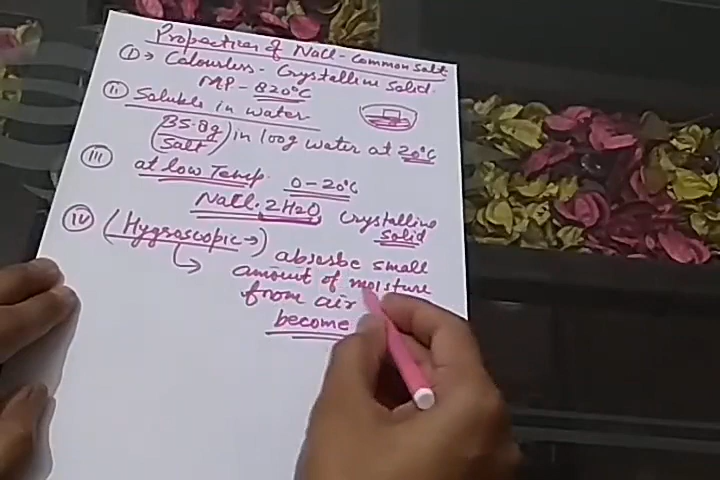 Properties of NaCl - Common Salt
(i) → Colourless - Crystalline Solid.
MP - 820°C
(ii) Soluble in water
35.8g in 100g water at 20°C
Salt
(iii) at low Temp. 0-20°C
NaCl.2H2O, Crystalline
Solid
(iv) (Hygroscopic →) absorbe small
amount of moisture
from air
become